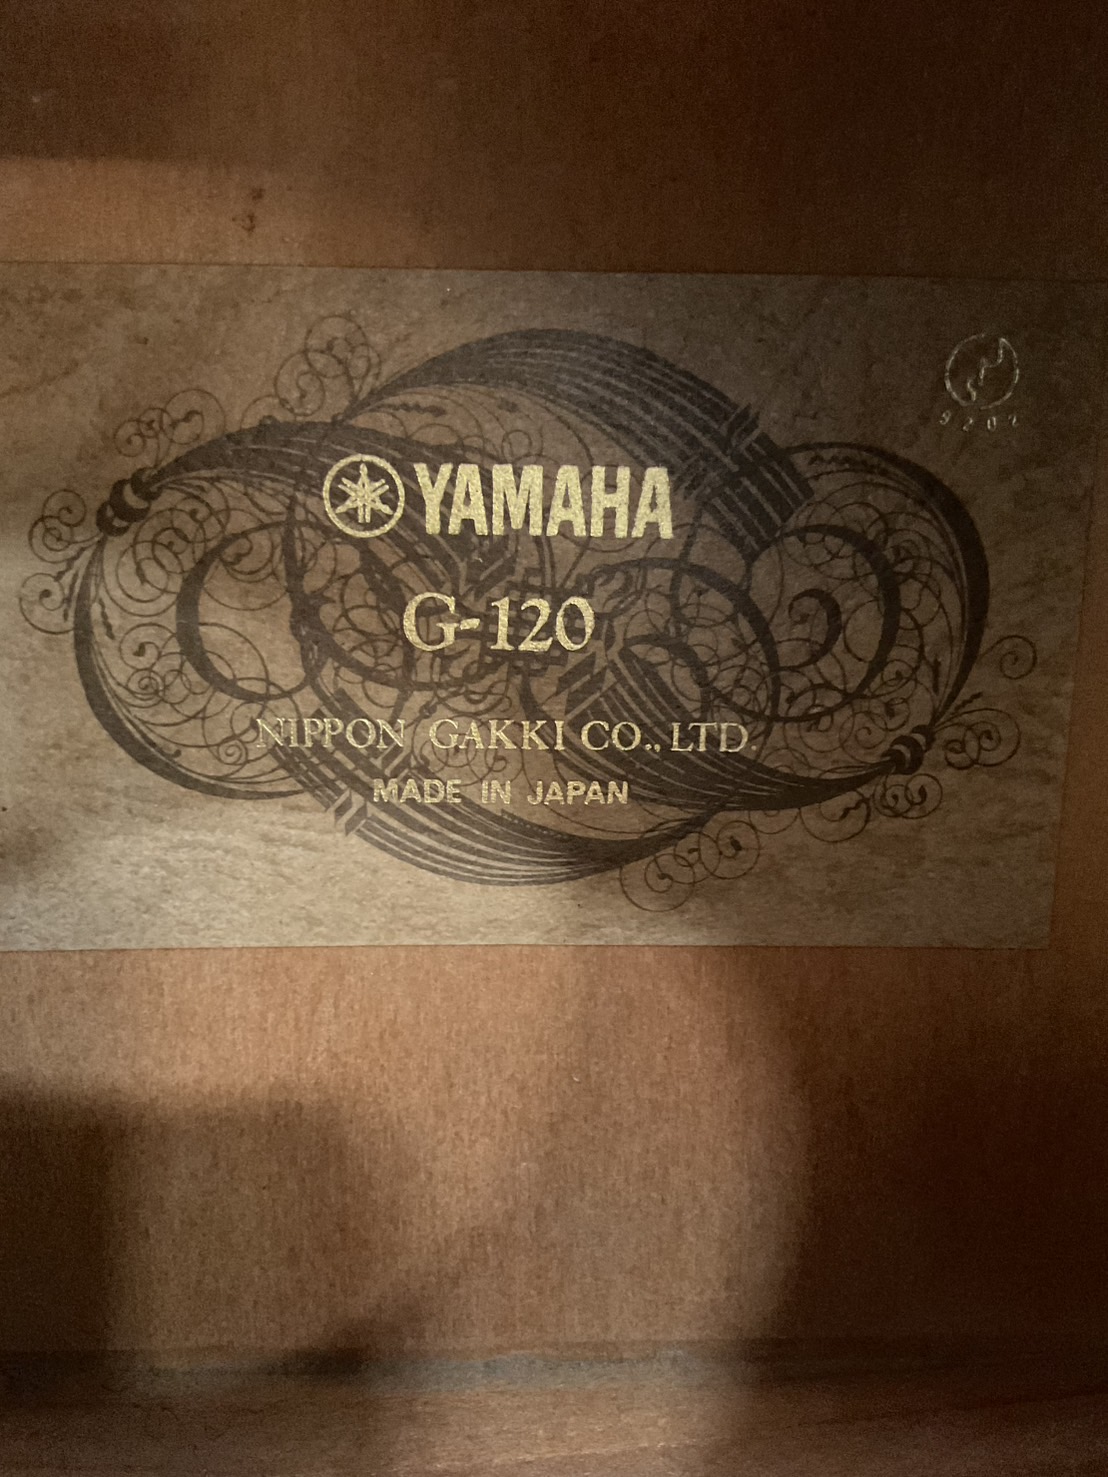 YAMAHA
G-120
NIPPON GAKKI CO., LTD.
MADE IN JAPAN